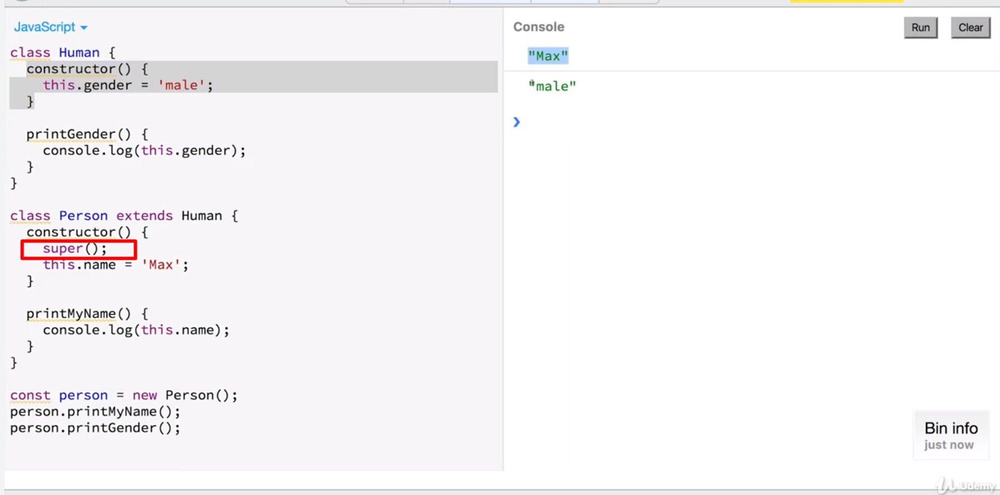 JavaScript
class Human {
  constructor() {
    this.gender = 'male';
  }

  printGender() {
    console.log(this.gender);
  }
}

class Person extends Human {
  constructor() {
    super();
    this.name = 'Max';
  }

  printMyName() {
    console.log(this.name);
  }
}

const person = new Person();
person.printMyName();
person.printGender();
Console
Run
Clear
"Max"
"male"
Bin info
just now
Udemy